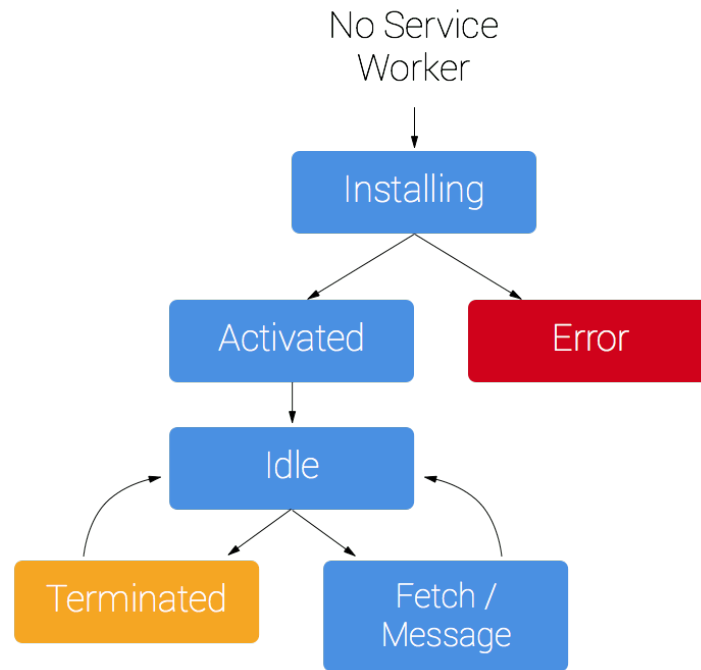 No Service
Worker
Installing
Activated
Error
Idle
Terminated
Fetch /
Message